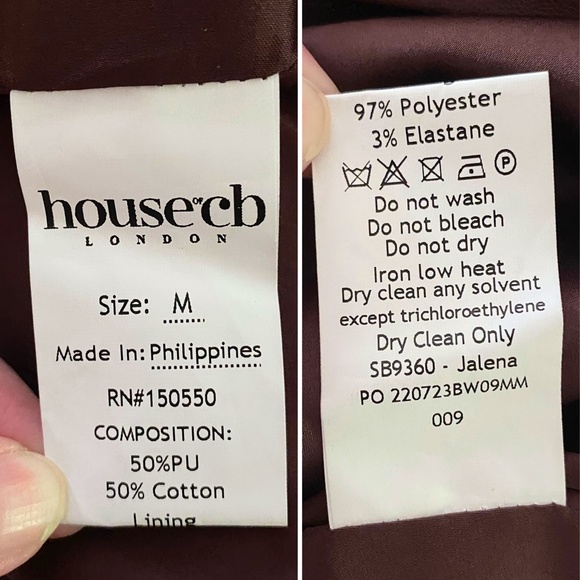 house of cb
LONDON
Size: M
Made In: Philippines
RN#150550
COMPOSITION:
50%PU
50% Cotton
Lining
97% Polyester
3% Elastane
P
Do not wash
Do not bleach
Do not dry
Iron low heat
Dry clean any solvent
except trichloroethylene
Dry Clean Only
SB9360 - Jalena
PO 220723BW09MM
009